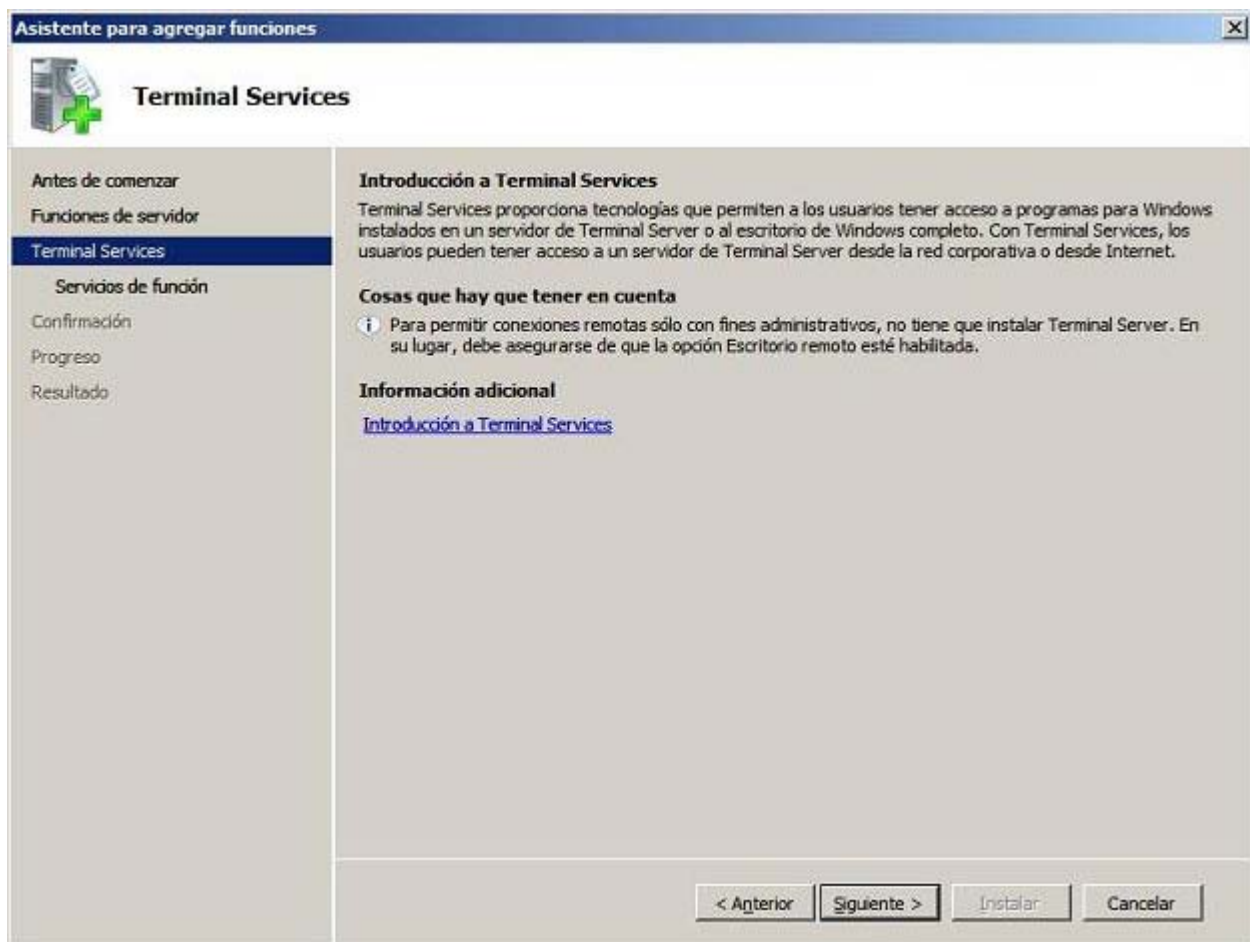 Asistente para agregar funciones
Terminal Services
Antes de comenzar
Funciones de servidor
Terminal Services
Servicios de función
Confirmación
Progreso
Resultado
Introducción a Terminal Services
Terminal Services proporciona tecnologías que permiten a los usuarios tener acceso a programas para Windows
instalados en un servidor de Terminal Server o al escritorio de Windows completo. Con Terminal Services, los
usuarios pueden tener acceso a un servidor de Terminal Server desde la red corporativa o desde Internet.
Cosas que hay que tener en cuenta
Para permitir conexiones remotas sólo con fines administrativos, no tiene que instalar Terminal Server. En
su lugar, debe asegurarse de que la opción Escritorio remoto esté habilitada.
Información adicional
Introducción a Terminal Services
< Anterior
Siguiente >
Instalar
Cancelar